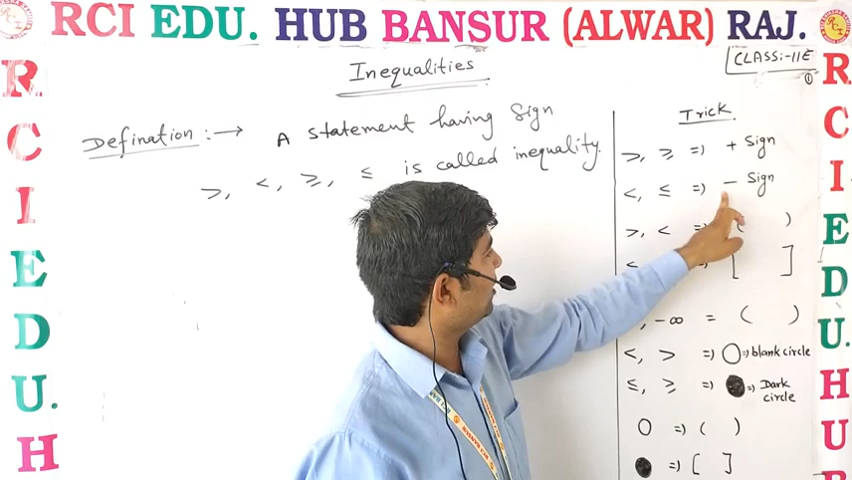 RCI EDU. HUB BANSUR (ALWAR) RAJ.
CLASS:-11E
1
Inequalities
Defination :→ A statement having Sign
>, <, ≥, ≤ is called inequality.
Trick
>, ≥ ⇒ + Sign
<, ≤ ⇒ - Sign
>, < ⇒ ( )
[ ]
, -∞ = ( )
<, > ⇒ ○ ⇒ blank circle
≤, ≥ ⇒ ● ⇒ Dark
circle
○ ⇒ ( )
● ⇒ [ ]
R
C
I
E
D
U.
H
R
C
I
E
D
U.
H
U